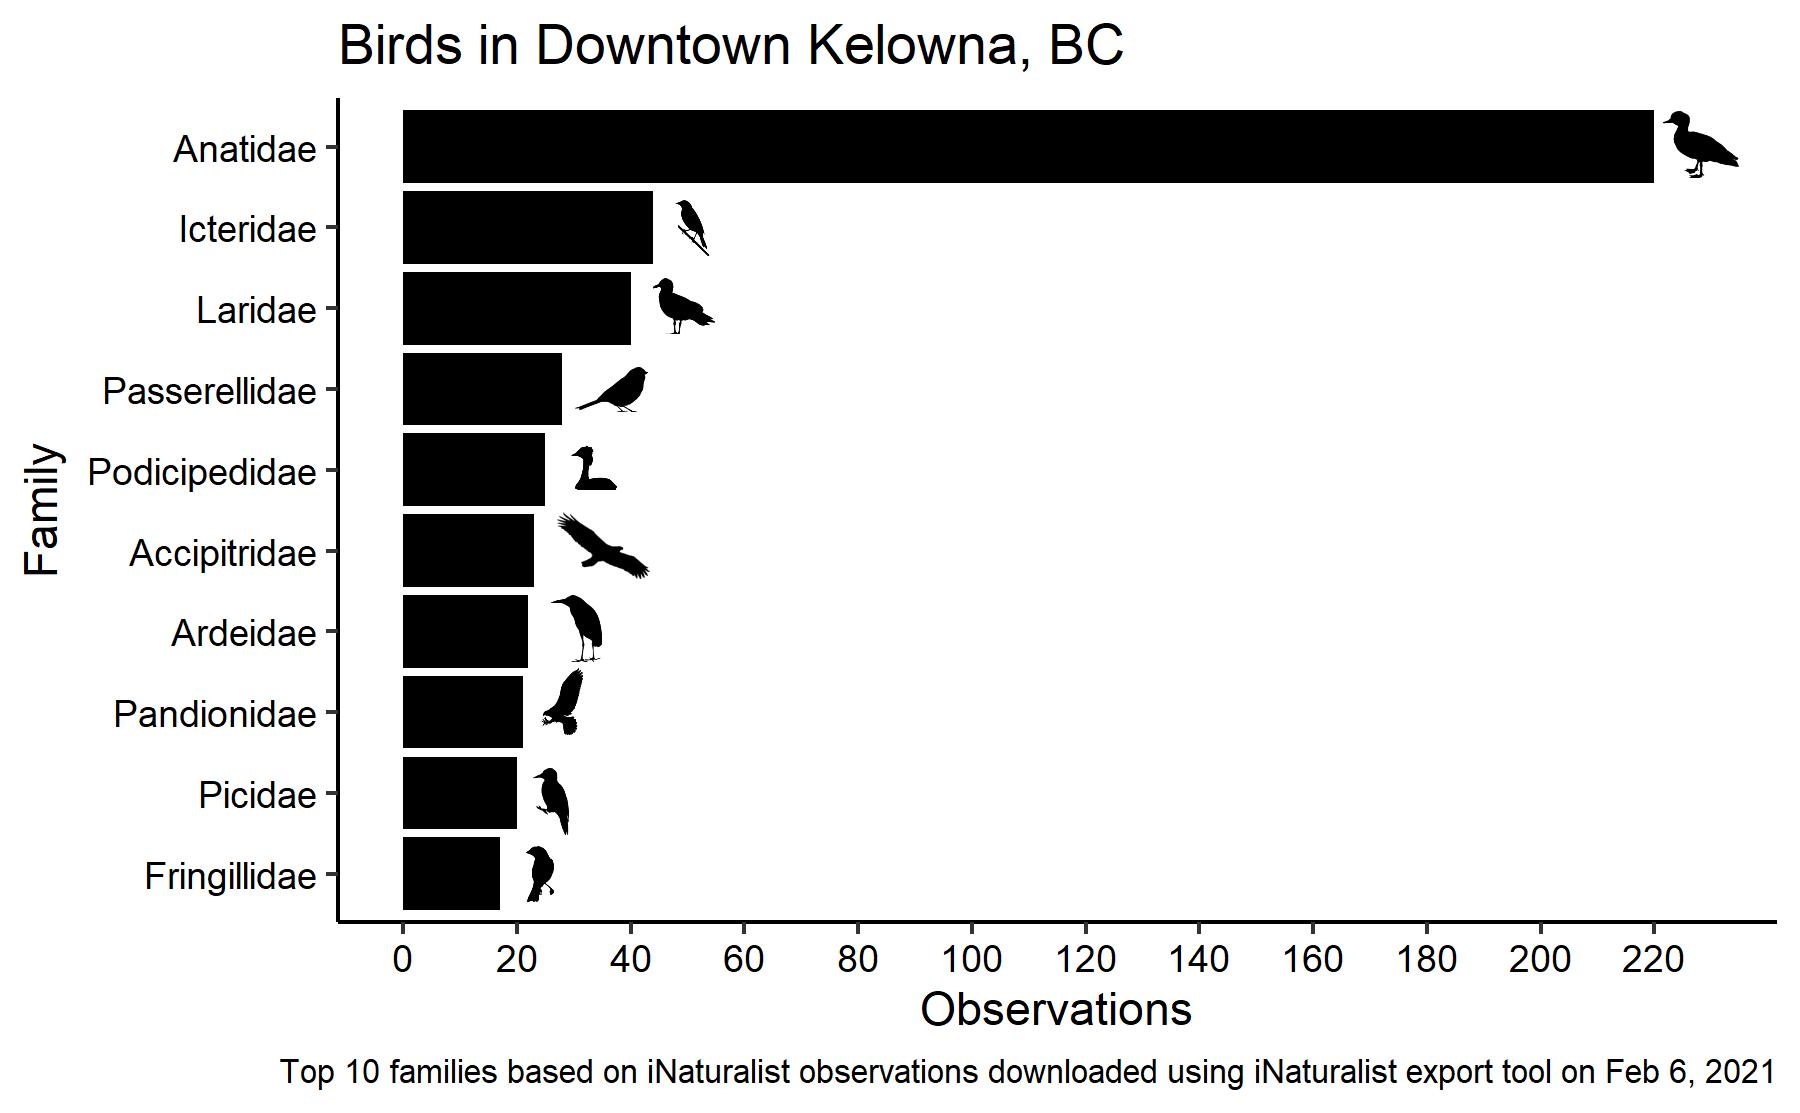 Birds in Downtown Kelowna, BC
Anatidae
Icteridae
Laridae
Passerellidae
Podicipedidae
Accipitridae
Ardeidae
Pandionidae
Picidae
Fringillidae
Family
0 20 40 60 80 100 120 140 160 180 200 220
Observations
Top 10 families based on iNaturalist observations downloaded using iNaturalist export tool on Feb 6, 2021